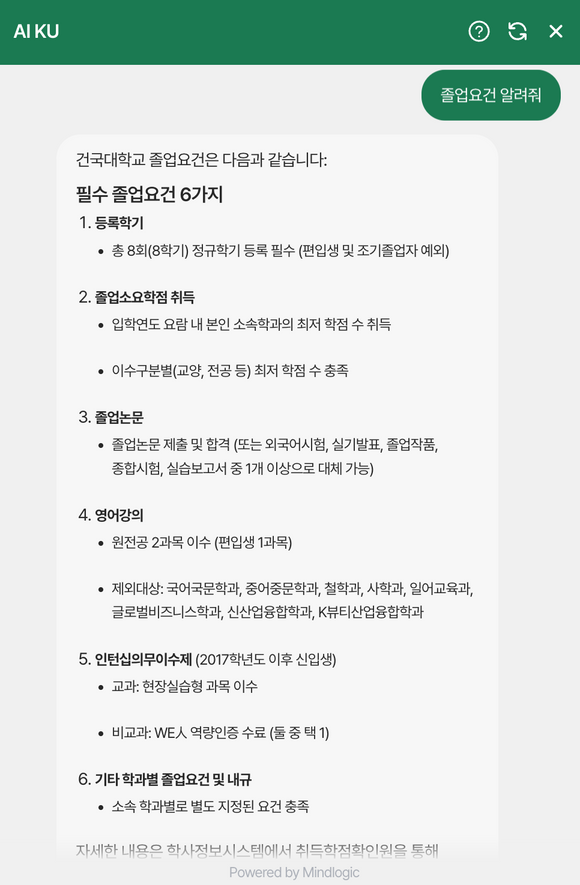 AI KU
졸업요건 알려줘
건국대학교 졸업요건은 다음과 같습니다:
필수 졸업요건 6가지
1. 등록학기
• 총 8회(8학기) 정규학기 등록 필수 (편입생 및 조기졸업자 예외)
2. 졸업소요학점 취득
• 입학연도 요람 내 본인 소속학과의 최저 학점 수 취득
• 이수구분별(교양, 전공 등) 최저 학점 수 충족
3. 졸업논문
• 졸업논문 제출 및 합격 (또는 외국어시험, 실기발표, 졸업작품,
종합시험, 실습보고서 중 1개 이상으로 대체 가능)
4. 영어강의
• 원전공 2과목 이수 (편입생 1과목)
• 제외대상: 국어국문학과, 중어중문학과, 철학과, 사학과, 일어교육과,
글로벌비즈니스학과, 신산업융합학과, K뷰티산업융합학과
5. 인턴십의무이수제 (2017학년도 이후 신입생)
• 교과: 현장실습형 과목 이수
• 비교과: WE人 역량인증 수료 (둘 중 택 1)
6. 기타 학과별 졸업요건 및 내규
• 소속 학과별로 별도 지정된 요건 충족
자세한 내용은 학사정보시스템에서 취득학점확인원을 통해
Powered by Mindlogic